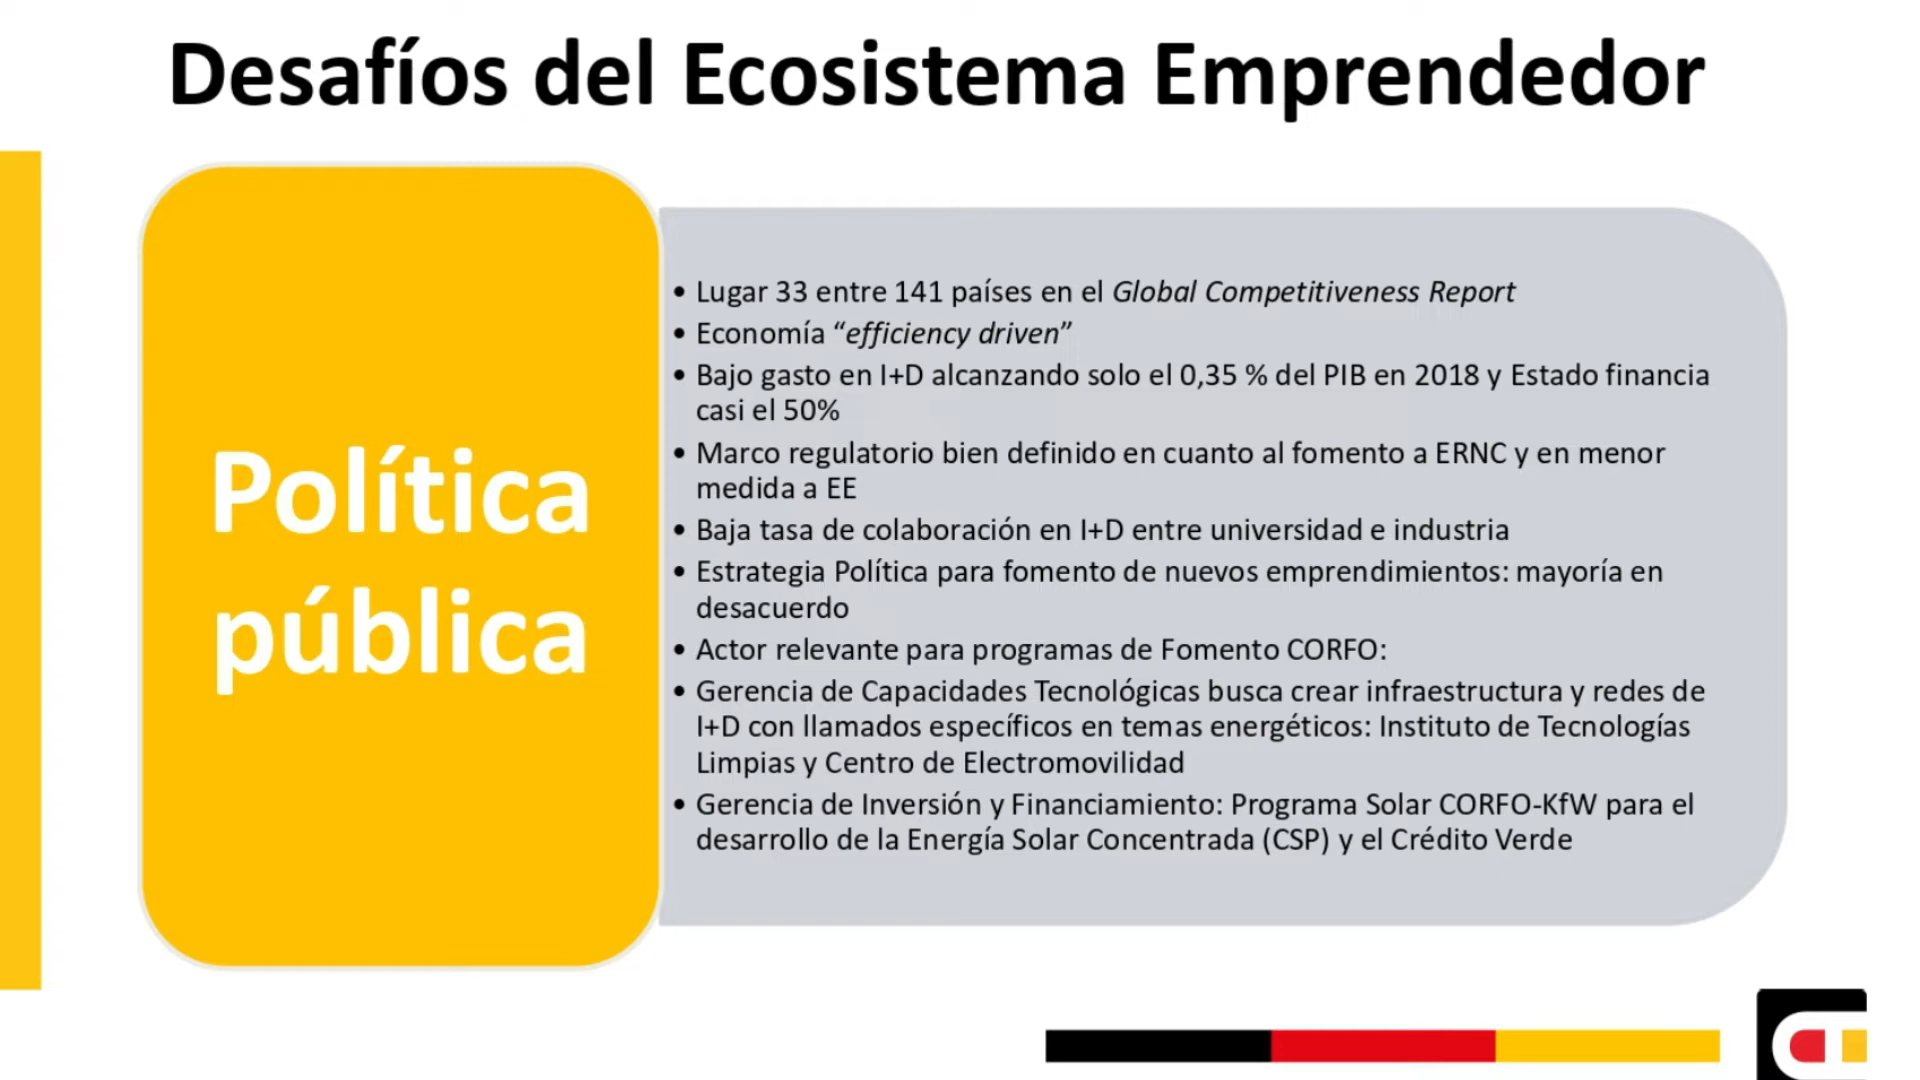 Desafíos del Ecosistema Emprendedor
Política
pública
• Lugar 33 entre 141 países en el Global Competitiveness Report
• Economía “efficiency driven”
• Bajo gasto en I+D alcanzando solo el 0,35 % del PIB en 2018 y Estado financia
casi el 50%
• Marco regulatorio bien definido en cuanto al fomento a ERNC y en menor
medida a EE
• Baja tasa de colaboración en I+D entre universidad e industria
• Estrategia Política para fomento de nuevos emprendimientos: mayoría en
desacuerdo
• Actor relevante para programas de Fomento CORFO:
• Gerencia de Capacidades Tecnológicas busca crear infraestructura y redes de
I+D con llamados específicos en temas energéticos: Instituto de Tecnologías
Limpias y Centro de Electromovilidad
• Gerencia de Inversión y Financiamiento: Programa Solar CORFO-KfW para el
desarrollo de la Energía Solar Concentrada (CSP) y el Crédito Verde